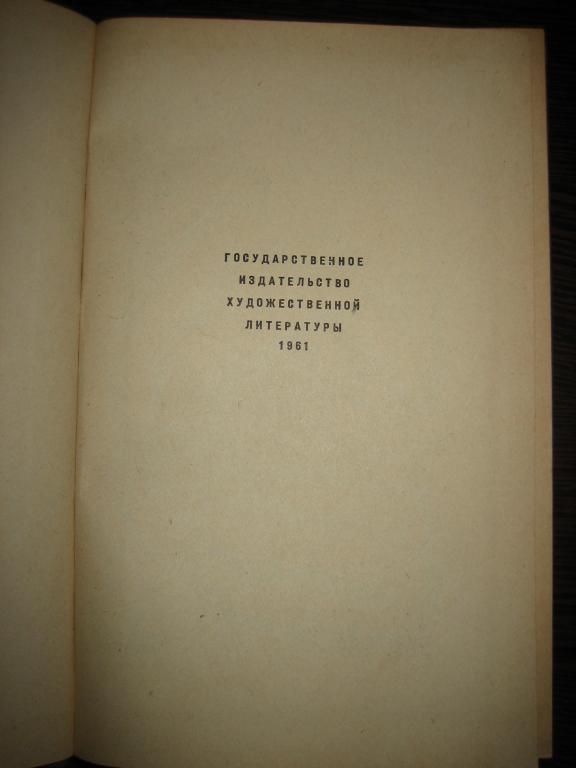 ГОСУДАРСТВЕННОЕ
ИЗДАТЕЛЬСТВО
ХУДОЖЕСТВЕННОЙ
ЛИТЕРАТУРЫ
1961